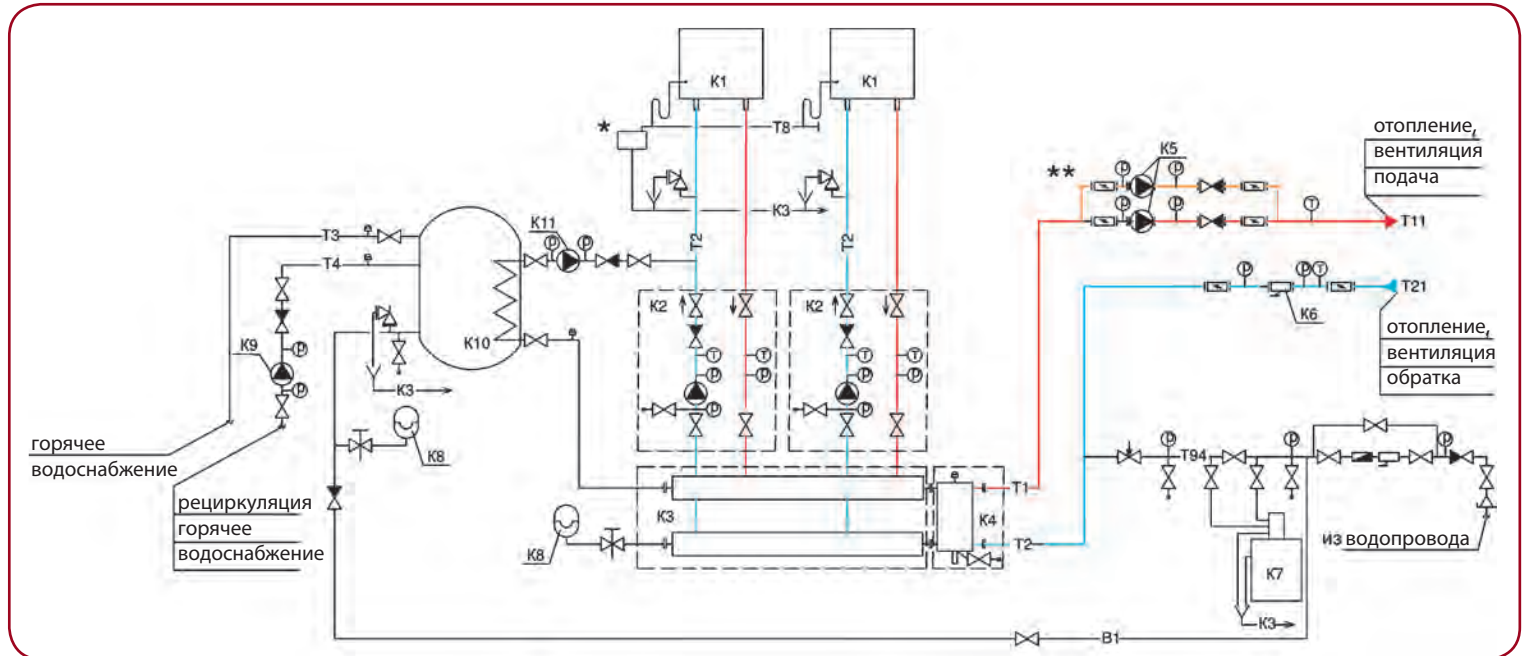 К1
К1
*
Т8
**
К5
отопление,
вентиляция
подача
Т11
К3
Т3
Т4
К11
Т2
Т2
К2
К2
К6
Т21
отопление,
вентиляция
обратка
К9
К10
К3
горячее
водоснабжение
К8
рециркуляция
горячее
водоснабжение
К8
К3
К4
Т1
Т2
Т94
К7
К3
из водопровода
В1
Р
Р
Р
Р
Т
Р
Р
Т
Р
Р
Р
Р
Т
Р
Р
Т
Р
Т
Р
Р
Т
Р
Р
Р
Р
Р